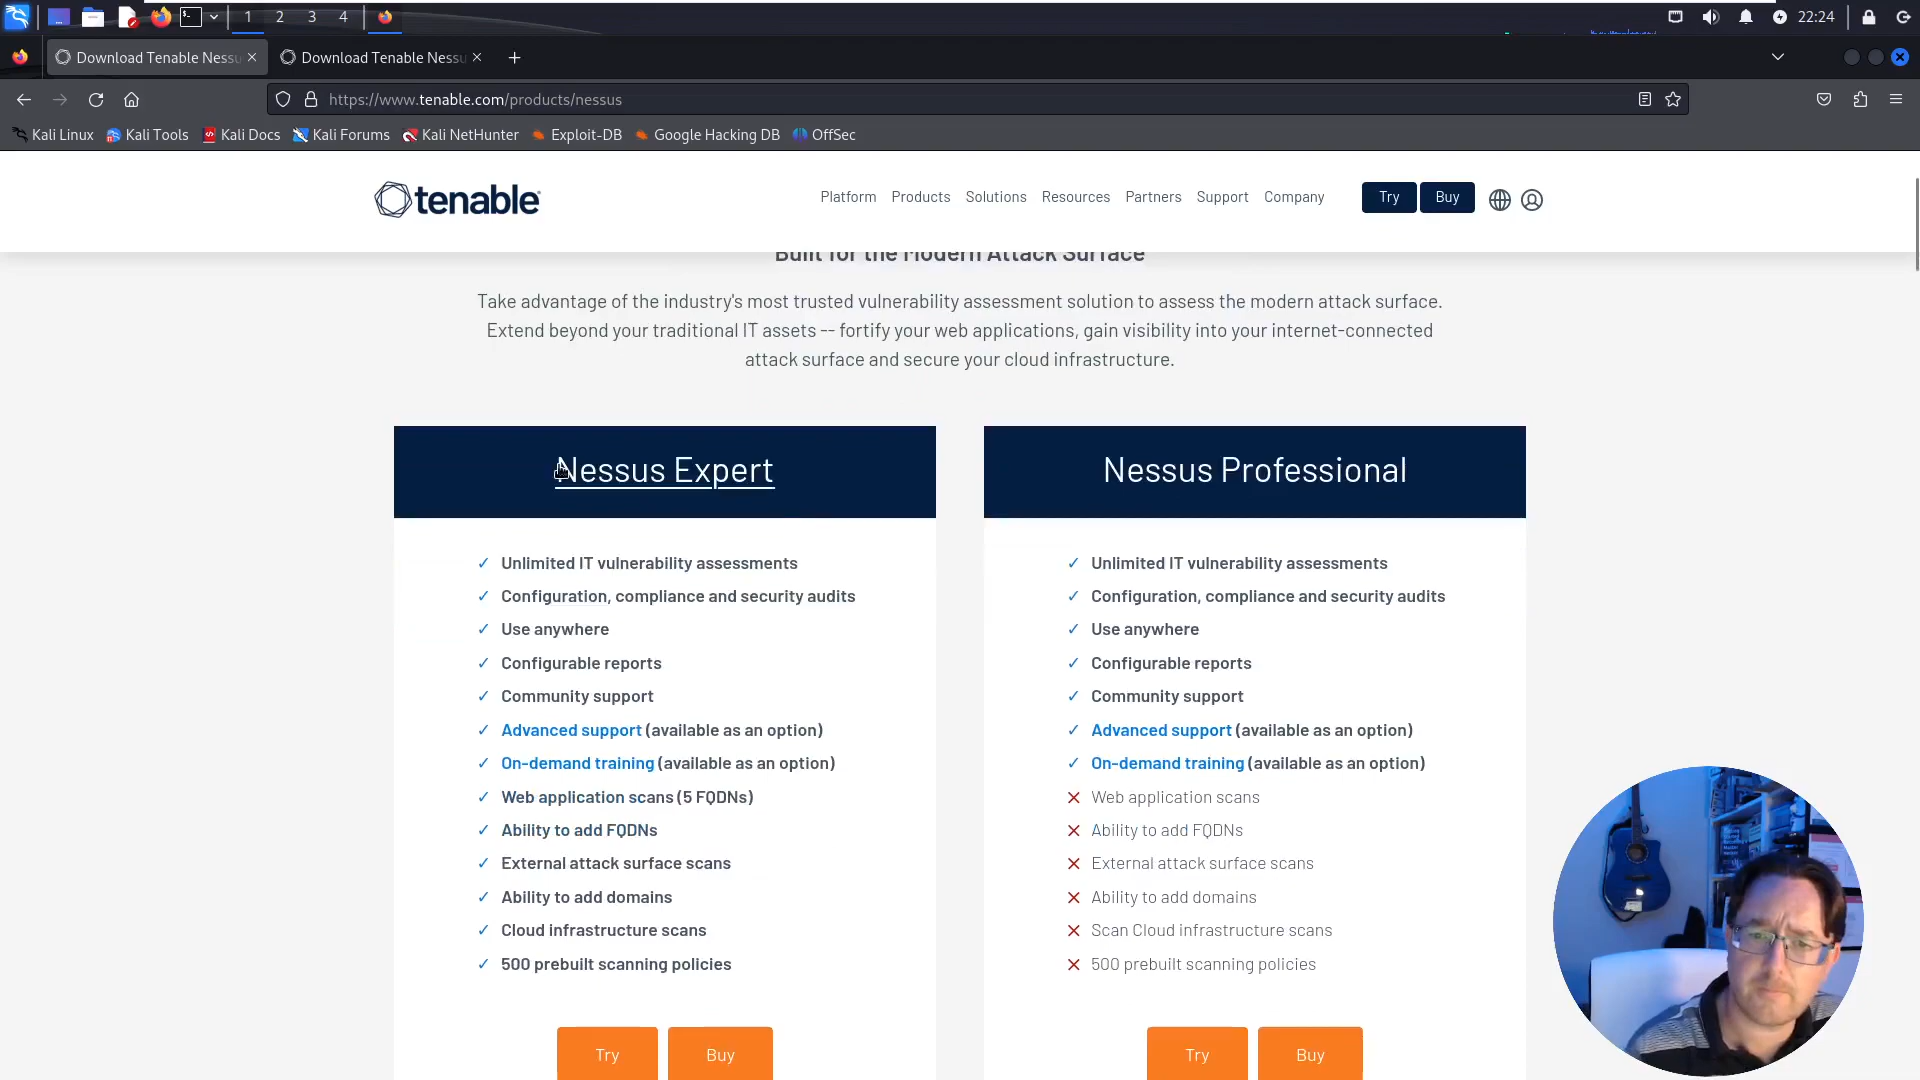 1
2
3
4
22:24
Download Tenable Nessu
Download Tenable Nessu
https://www.tenable.com/products/nessus
Kali Linux
Kali Tools
Kali Docs
Kali Forums
Kali NetHunter
Exploit-DB
Google Hacking DB
OffSec
tenable
Platform
Products
Solutions
Resources
Partners
Support
Company
Try
Buy
Built for the Modern Attack Surface
Take advantage of the industry's most trusted vulnerability assessment solution to assess the modern attack surface.
Extend beyond your traditional IT assets -- fortify your web applications, gain visibility into your internet-connected
attack surface and secure your cloud infrastructure.
Nessus Expert
✓ Unlimited IT vulnerability assessments
✓ Configuration, compliance and security audits
✓ Use anywhere
✓ Configurable reports
✓ Community support
✓ Advanced support (available as an option)
✓ On-demand training (available as an option)
✓ Web application scans (5 FQDNs)
✓ Ability to add FQDNs
✓ External attack surface scans
✓ Ability to add domains
✓ Cloud infrastructure scans
✓ 500 prebuilt scanning policies
Try
Buy
Nessus Professional
✓ Unlimited IT vulnerability assessments
✓ Configuration, compliance and security audits
✓ Use anywhere
✓ Configurable reports
✓ Community support
✓ Advanced support (available as an option)
✓ On-demand training (available as an option)
✕ Web application scans
✕ Ability to add FQDNs
✕ External attack surface scans
✕ Ability to add domains
✕ Scan Cloud infrastructure scans
✕ 500 prebuilt scanning policies
Try
Buy